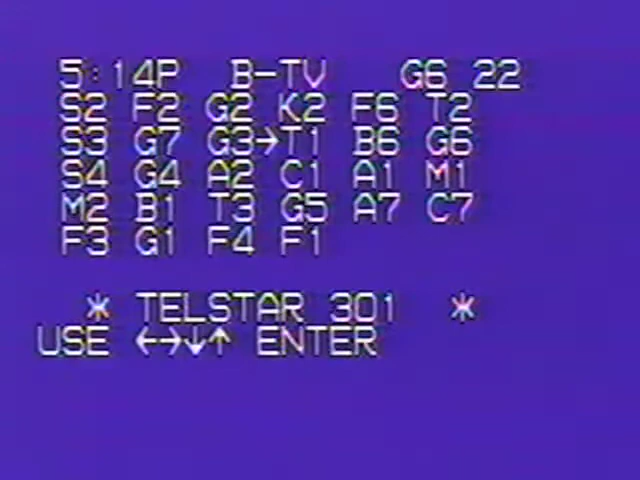 5:14P B-TV G6 22
S2 F2 G2 K2 F6 T2
S3 G7 G3→T1 B6 G6
S4 G4 A2 C1 A1 M1
M2 B1 T3 G5 A7 C7
F3 G1 F4 F1
* TELSTAR 301 *
USE ←→↓↑ ENTER